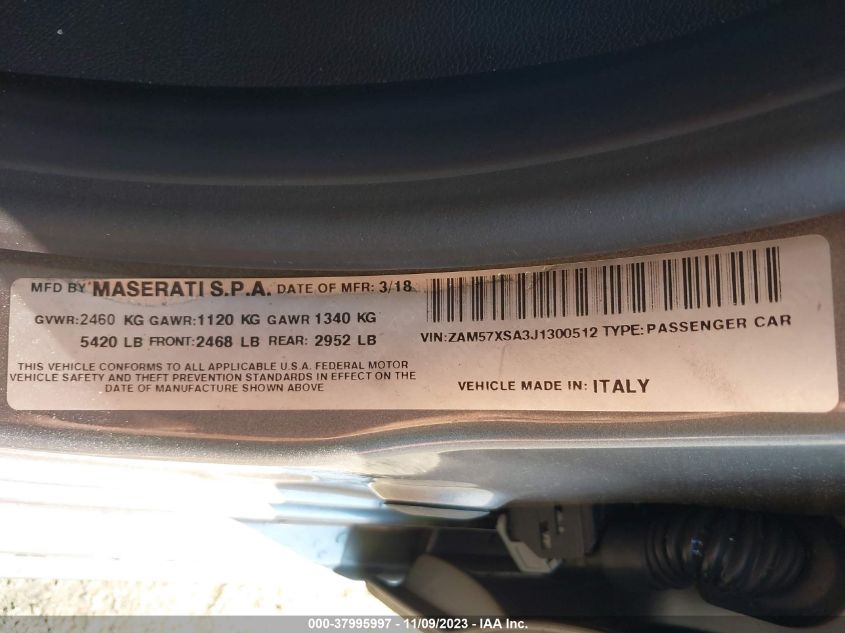 MFD BY MASERATI S.P.A. DATE OF MFR: 3/18
GVWR:2460 KG GAWR:1120 KG GAWR 1340 KG
5420 LB FRONT:2468 LB REAR: 2952 LB
THIS VEHICLE CONFORMS TO ALL APPLICABLE U.S.A. FEDERAL MOTOR
VEHICLE SAFETY AND THEFT PREVENTION STANDARDS IN EFFECT ON THE
DATE OF MANUFACTURE SHOWN ABOVE
VIN:ZAM57XSA3J1300512 TYPE:PASSENGER CAR
VEHICLE MADE IN: ITALY
000-37995997 - 11/09/2023 - IAA Inc.